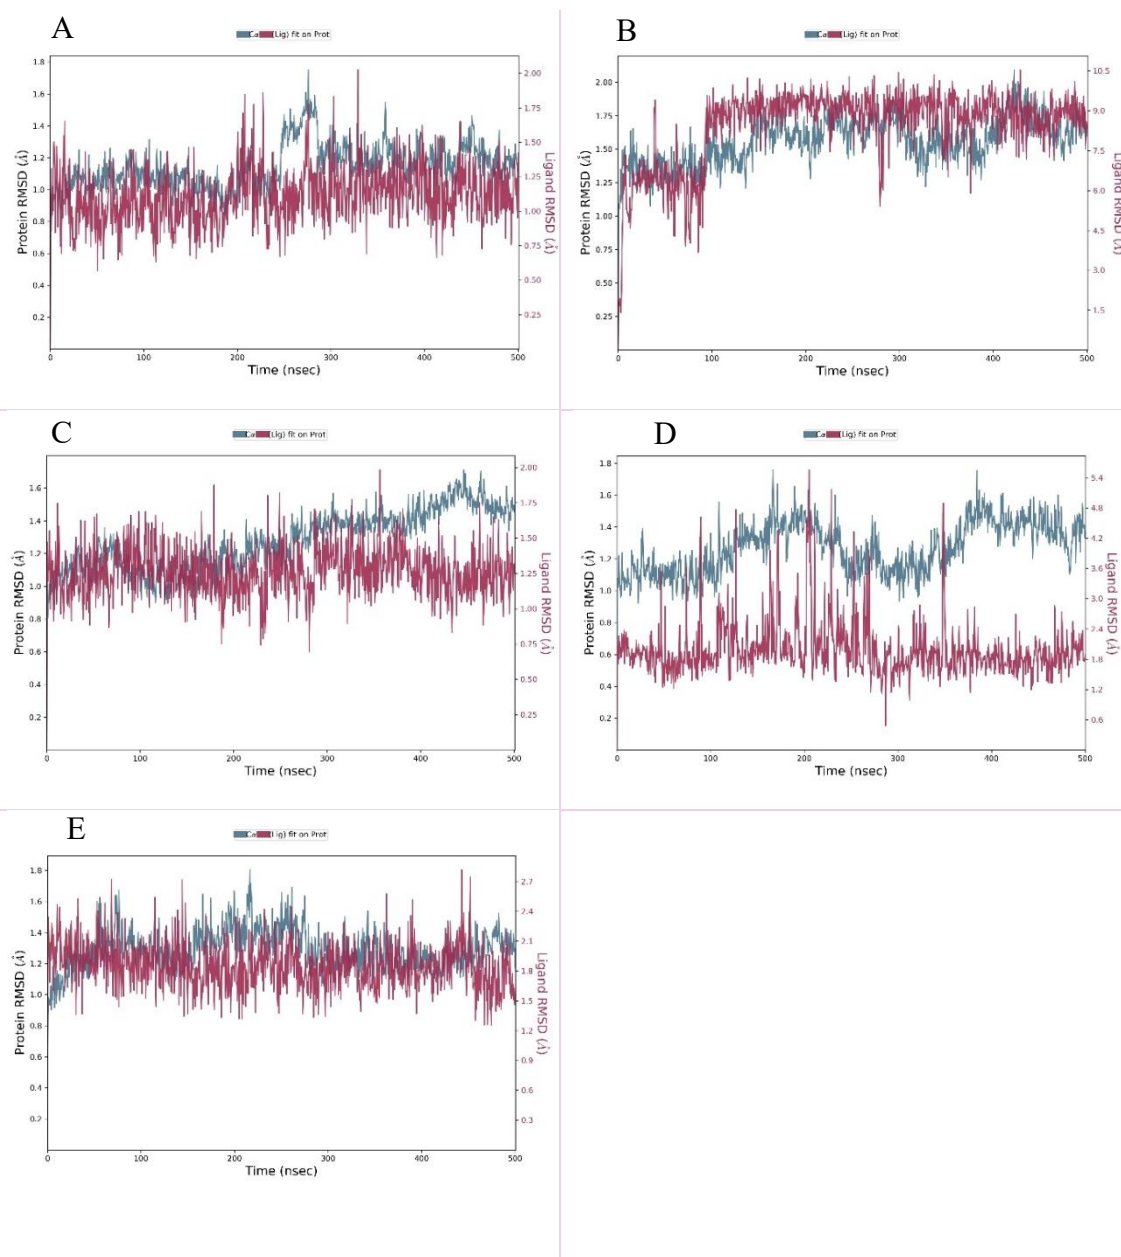 A
Cα (Lig) fit on Prot
Protein RMSD (Å)
1.8
1.6
1.4
1.2
1.0
0.8
0.6
0.4
0.2
2.00
1.75
1.50
1.25
1.00
0.75
0.50
0.25
Ligand RMSD (Å)
0 100 200 300 400 500
Time (nsec)
B
Cα (Lig) fit on Prot
Protein RMSD (Å)
2.00
1.75
1.50
1.25
1.00
0.75
0.50
0.25
10.5
9.0
7.5
6.0
4.5
3.0
1.5
Ligand RMSD (Å)
0 100 200 300 400 500
Time (nsec)
C
Cα (Lig) fit on Prot
Protein RMSD (Å)
1.6
1.4
1.2
1.0
0.8
0.6
0.4
0.2
2.00
1.75
1.50
1.25
1.00
0.75
0.50
0.25
Ligand RMSD (Å)
0 100 200 300 400 500
Time (nsec)
D
Cα (Lig) fit on Prot
Protein RMSD (Å)
1.8
1.6
1.4
1.2
1.0
0.8
0.6
0.4
0.2
5.4
4.8
4.2
3.6
3.0
2.4
1.8
1.2
0.6
Ligand RMSD (Å)
0 100 200 300 400 500
Time (nsec)
E
Cα (Lig) fit on Prot
Protein RMSD (Å)
1.8
1.6
1.4
1.2
1.0
0.8
0.6
0.4
0.2
2.7
2.4
2.1
1.8
1.5
1.2
0.9
0.6
0.3
Ligand RMSD (Å)
0 100 200 300 400 500
Time (nsec)